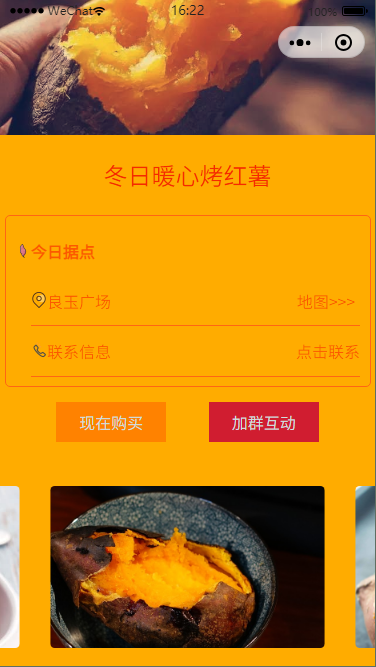 WeChat 16:22 100%
冬日暖心烤红薯
今日据点
良玉广场 地图>>>
联系信息 点击联系
现在购买 加群互动